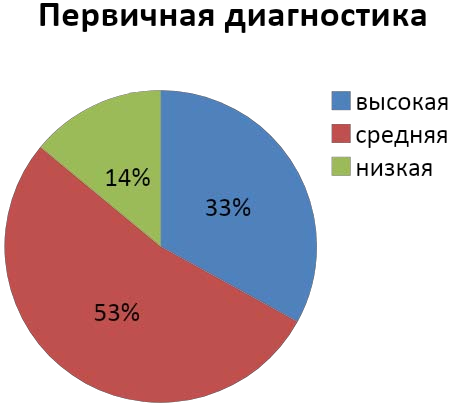 Первичная диагностика
высокая
средняя
низкая
14%
33%
53%